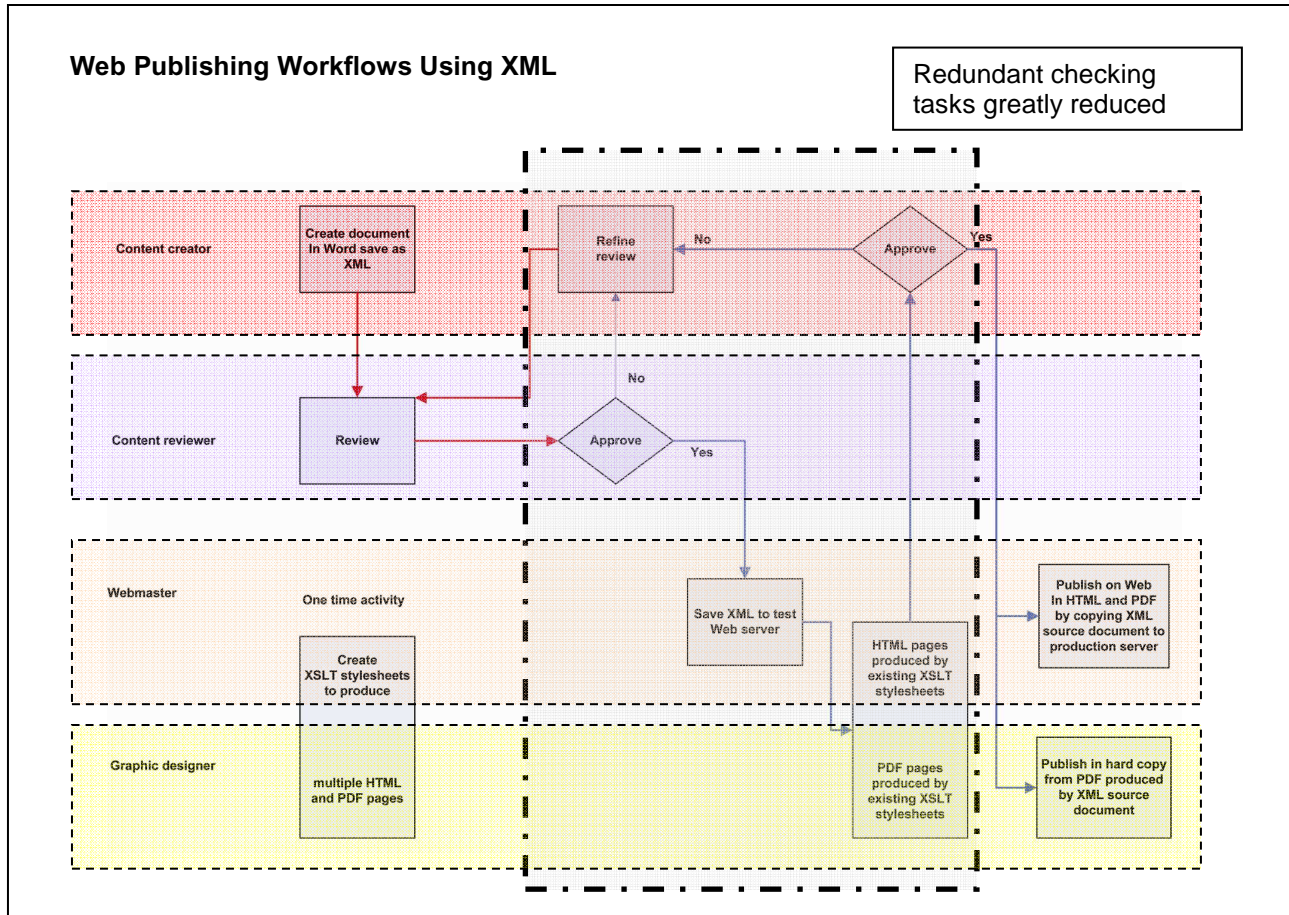 Web Publishing Workflows Using XML
Redundant checking
tasks greatly reduced
Content creator
Create document
In Word save as
XML
Refine
review
No
Approve
Yes
Content reviewer
Review
No
Approve
Yes
Webmaster
One time activity
Create
XSLT stylesheets
to produce
Save XML to test
Web server
HTML pages
produced by
existing XSLT
stylesheets
Publish on Web
In HTML and PDF
by copying XML
source document to
production server
Graphic designer
multiple HTML
and PDF pages
PDF pages
produced by
existing XSLT
stylesheets
Publish in hard copy
from PDF produced
by XML source
document